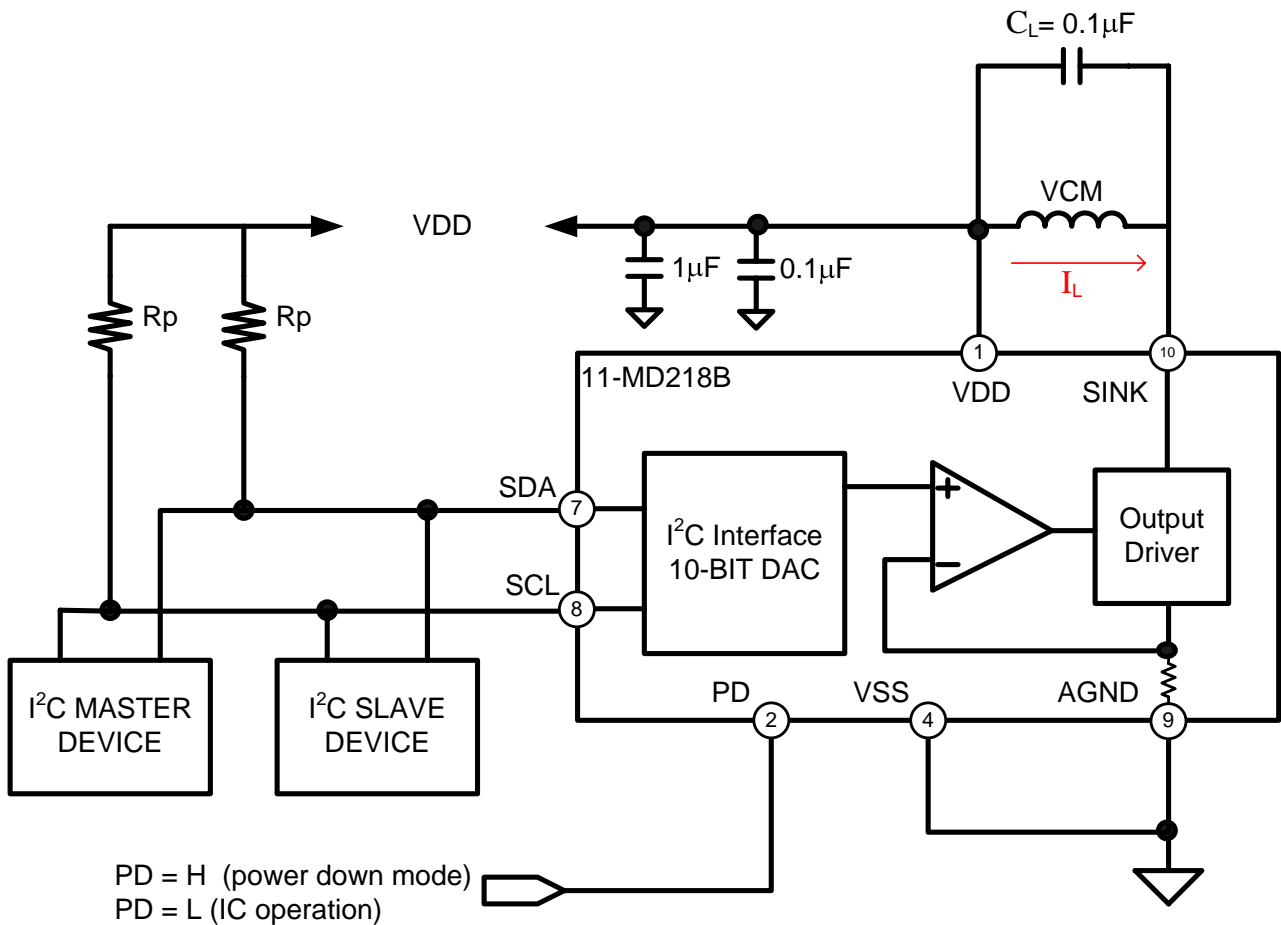 CL= 0.1μF
VCM
VDD
1μF
0.1μF
IL
Rp
Rp
1
10
11-MD218B
VDD
SINK
SDA
7
I²C Interface
10-BIT DAC
+
−
Output
Driver
SCL
8
I²C MASTER
DEVICE
I²C SLAVE
DEVICE
PD
VSS
AGND
2
4
9
PD = H (power down mode)
PD = L (IC operation)